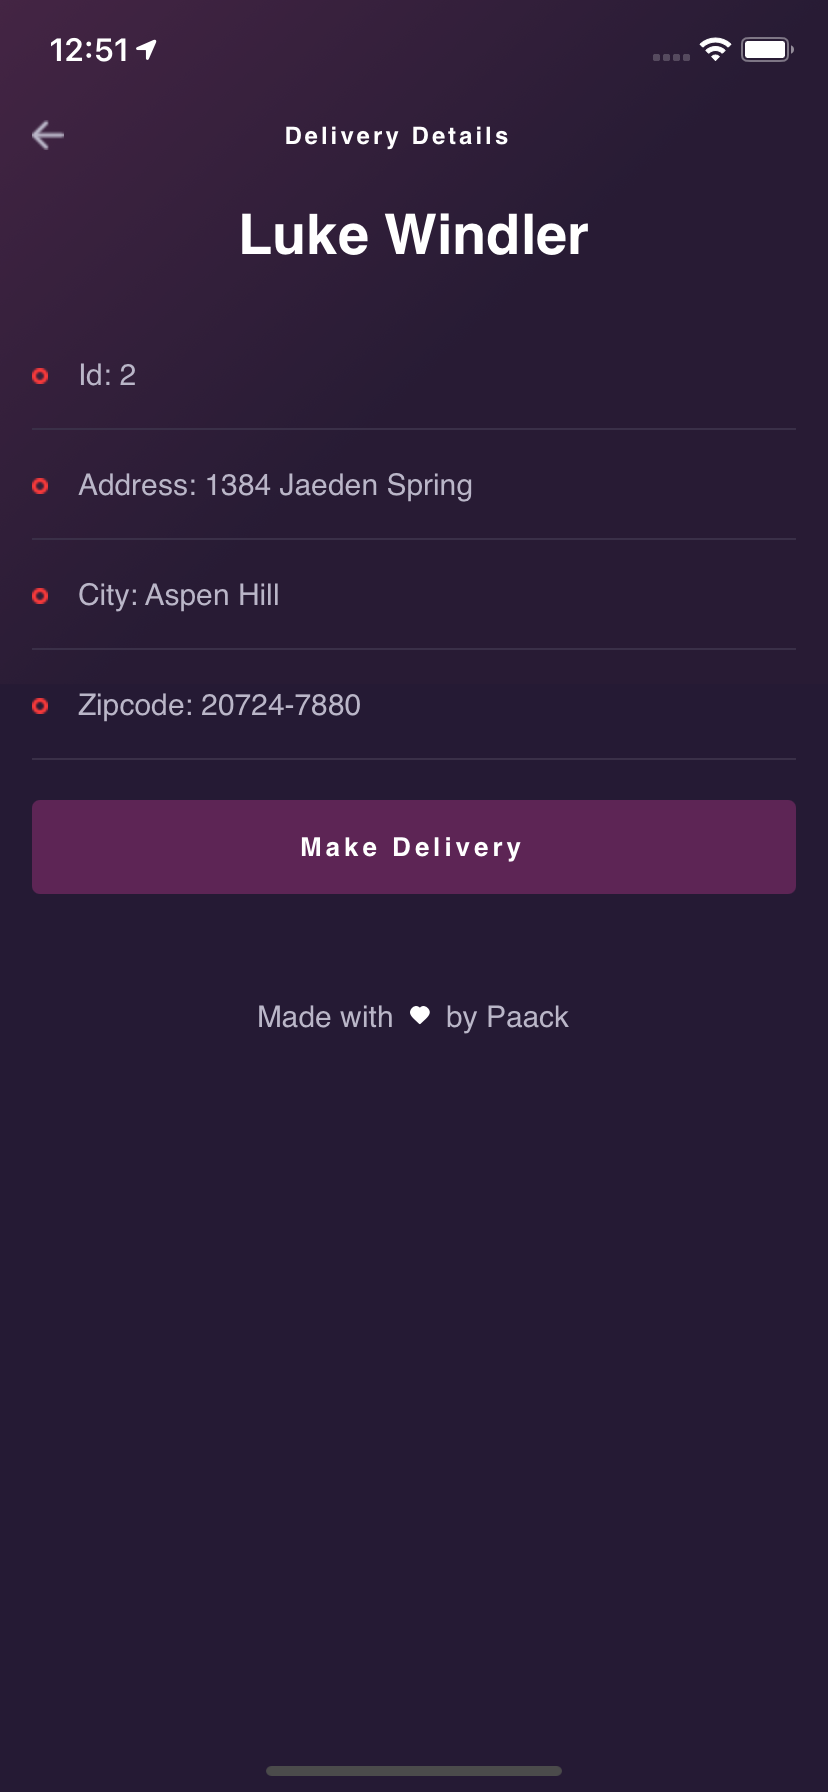 12:51
Delivery Details
Luke Windler
Id: 2
Address: 1384 Jaeden Spring
City: Aspen Hill
Zipcode: 20724-7880
Make Delivery
Made with by Paack